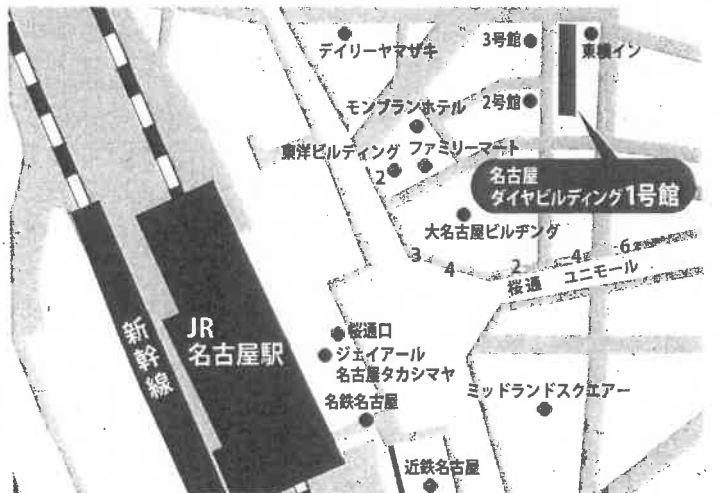 デイリーヤマザキ
3号館
東横イン
モンブランホテル
2号館
東洋ビルディング
ファミリーマート
2
名古屋
ダイヤビルディング1号館
大名古屋ビルヂング
3
4
2
4
6
桜通
ユニモール
新幹線
JR
名古屋駅
桜通口
ジェイアール
名古屋タカシマヤ
名鉄名古屋
ミッドランドスクエアー
近鉄名古屋